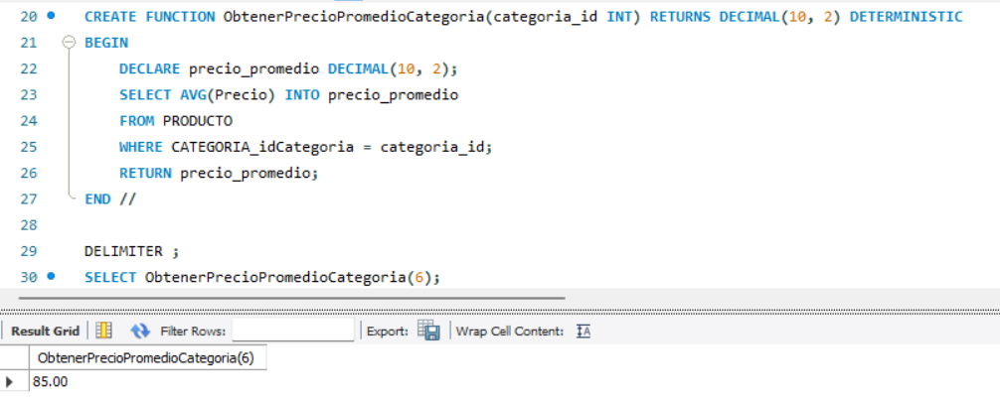 20 CREATE FUNCTION ObtenerPrecioPromedioCategoria(categoria_id INT) RETURNS DECIMAL(10, 2) DETERMINISTIC
21 BEGIN
22 DECLARE precio_promedio DECIMAL(10, 2);
23 SELECT AVG(Precio) INTO precio_promedio
24 FROM PRODUCTO
25 WHERE CATEGORIA_idCategoria = categoria_id;
26 RETURN precio_promedio;
27 END //
28
29 DELIMITER ;
30 SELECT ObtenerPrecioPromedioCategoria(6);
Result Grid Filter Rows: Export: Wrap Cell Content: IA
ObtenerPrecioPromedioCategoria(6)
85.00